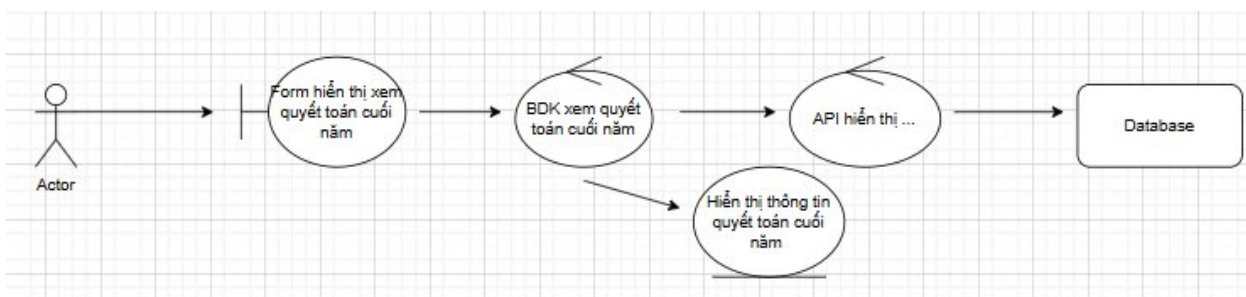 Form hiển thị xem
quyết toán cuối
năm
BDK xem quyết
toán cuối năm
API hiển thị ...
Database
Actor
Hiển thị thông tin
quyết toán cuối
năm